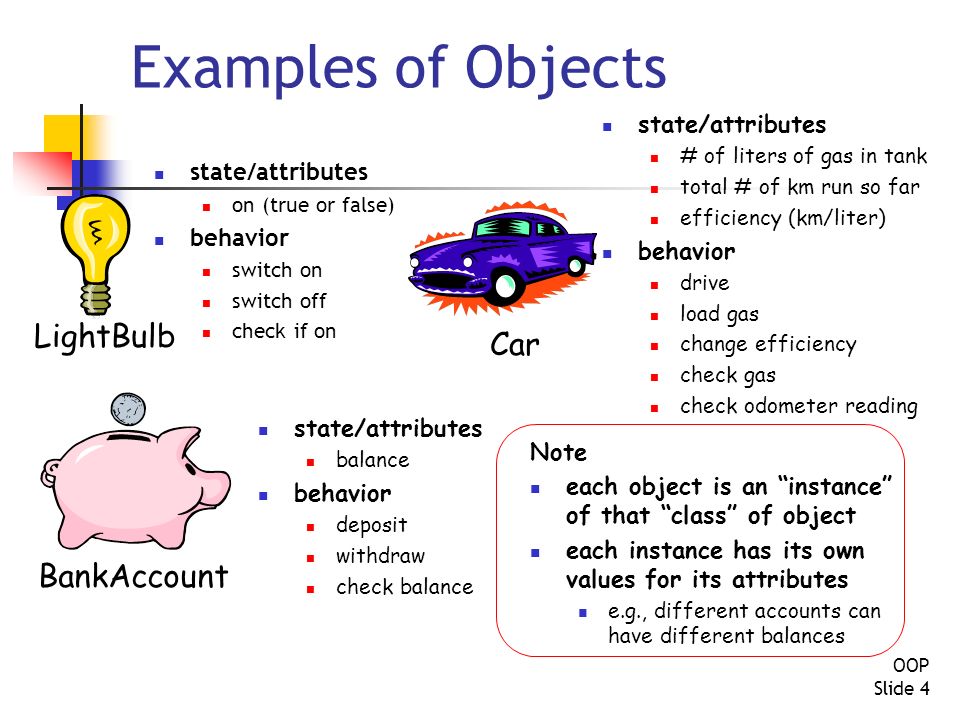 Examples of Objects
state/attributes
on (true or false)
behavior
switch on
switch off
check if on
LightBulb
state/attributes
# of liters of gas in tank
total # of km run so far
efficiency (km/liter)
behavior
drive
load gas
change efficiency
check gas
check odometer reading
Car
state/attributes
balance
behavior
deposit
withdraw
check balance
BankAccount
Note
each object is an “instance”
of that “class” of object
each instance has its own
values for its attributes
e.g., different accounts can
have different balances
OOP
Slide 4